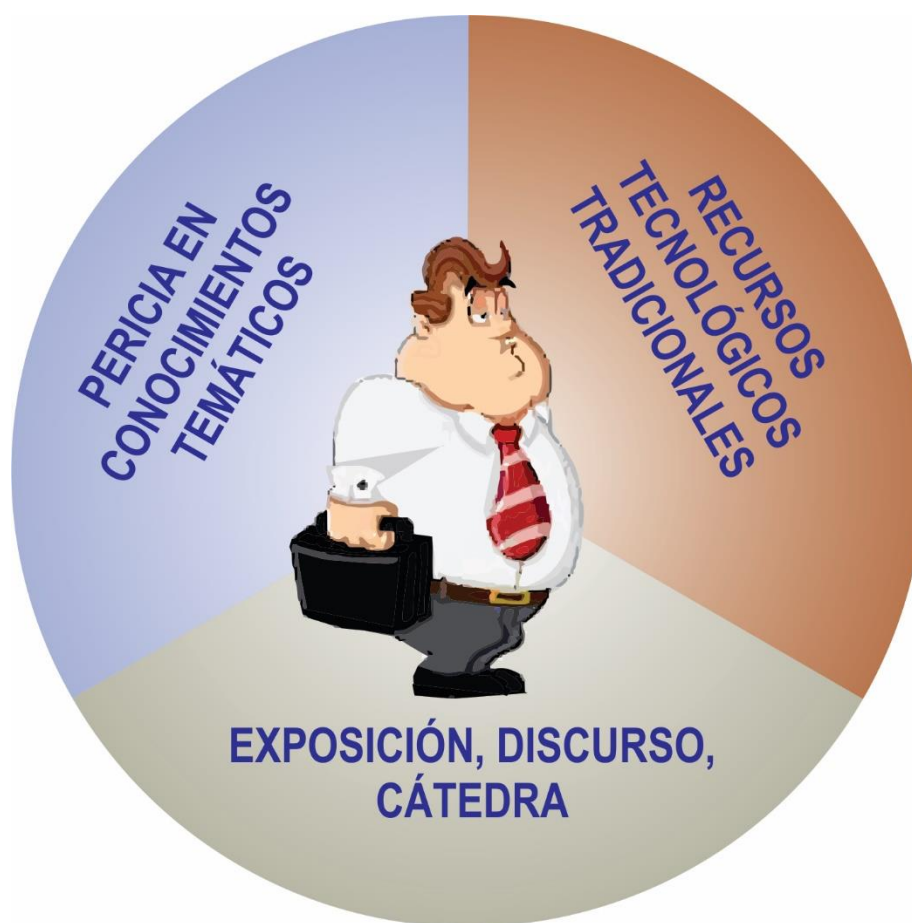 PERICIA EN
CONOCIMIENTOS
TEMÁTICOS
RECURSOS
TECNOLÓGICOS
TRADICIONALES
EXPOSICIÓN, DISCURSO,
CÁTEDRA